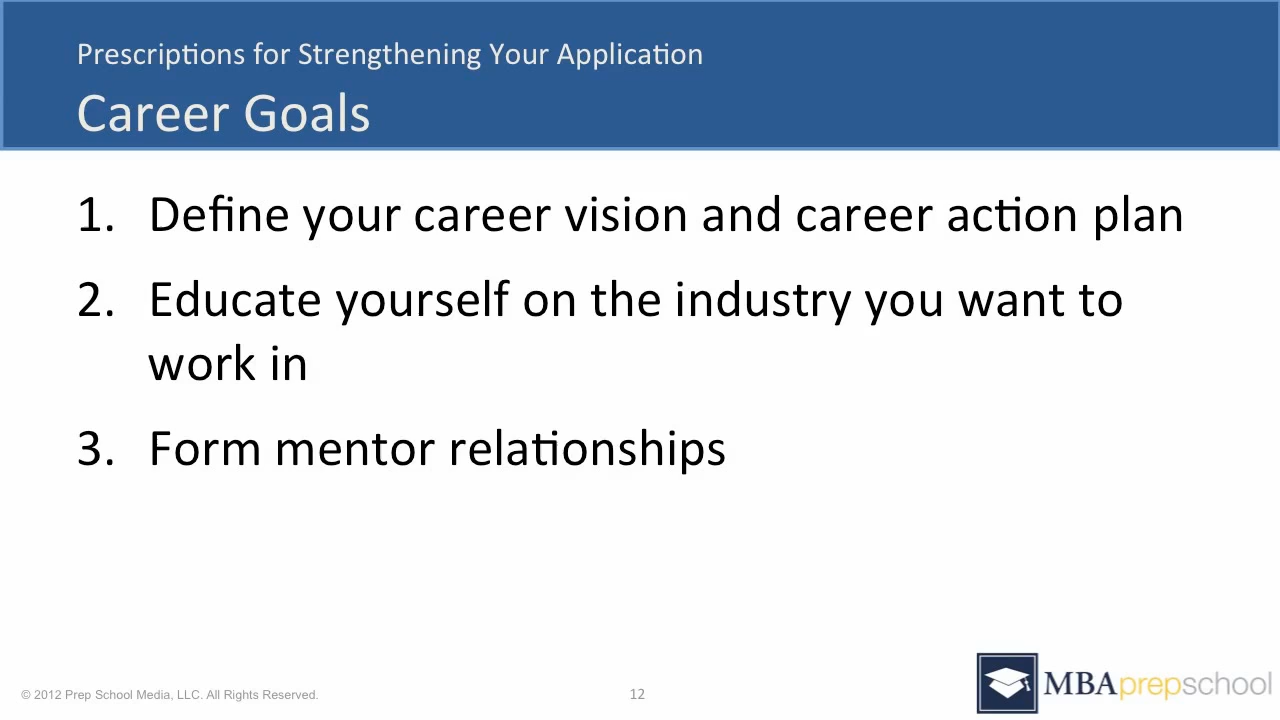 Prescriptions for Strengthening Your Application
Career Goals
1. Define your career vision and career action plan
2. Educate yourself on the industry you want to
work in
3. Form mentor relationships
© 2012 Prep School Media, LLC. All Rights Reserved.
12
MBAprepschool